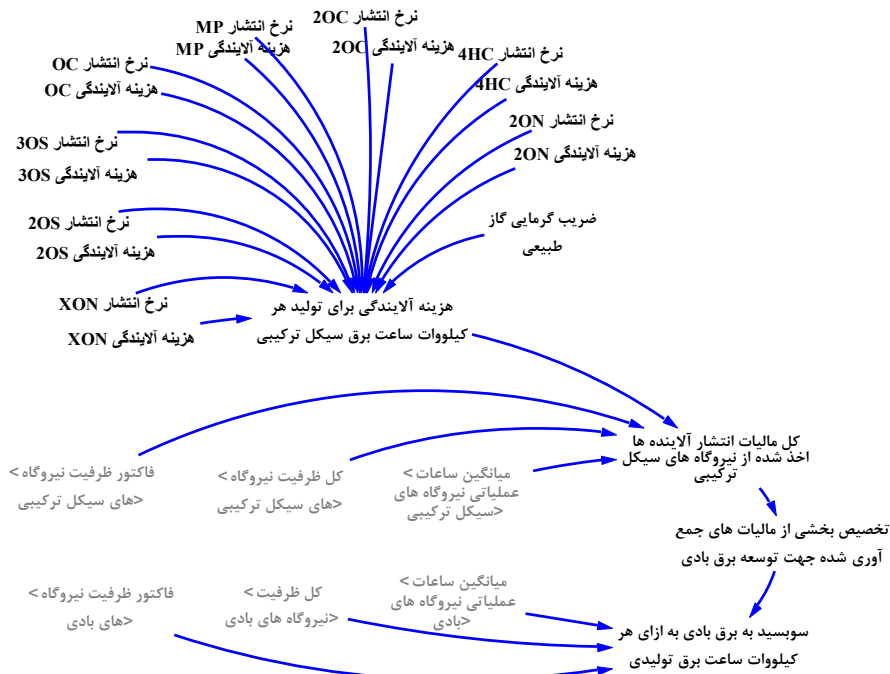 نرخ انتشار 2OC
نرخ انتشار MP
هزینه آلایندگی 2OC
هزینه آلایندگی MP
نرخ انتشار 4HC
هزینه آلایندگی 4HC
نرخ انتشار OC
هزینه آلایندگی OC
نرخ انتشار 2ON
هزینه آلایندگی 2ON
نرخ انتشار 3OS
هزینه آلایندگی 3OS
ضریب گرمایی گاز
طبیعی
نرخ انتشار 2OS
هزینه آلایندگی 2OS
نرخ انتشار XON
هزینه آلایندگی XON
هزینه آلایندگی برای تولید هر
کیلووات ساعت برق سیکل ترکیبی
کل مالیات انتشار آلاینده ها
اخذ شده از نیروگاه های سیکل
ترکیبی
فاکتور ظرفیت نیروگاه >
<های سیکل ترکیبی
کل ظرفیت نیروگاه >
<های سیکل ترکیبی
میانگین ساعات >
عملیاتی نیروگاه های
<سیکل ترکیبی
تخصیص بخشی از مالیات های جمع
آوری شده جهت توسعه برق بادی
فاکتور ظرفیت نیروگاه >
<های بادی
کل ظرفیت >
<نیروگاه های بادی
میانگین ساعات >
عملیاتی نیروگاه های
<بادی
سوبسید به برق بادی به ازای هر
کیلووات ساعت برق تولیدی